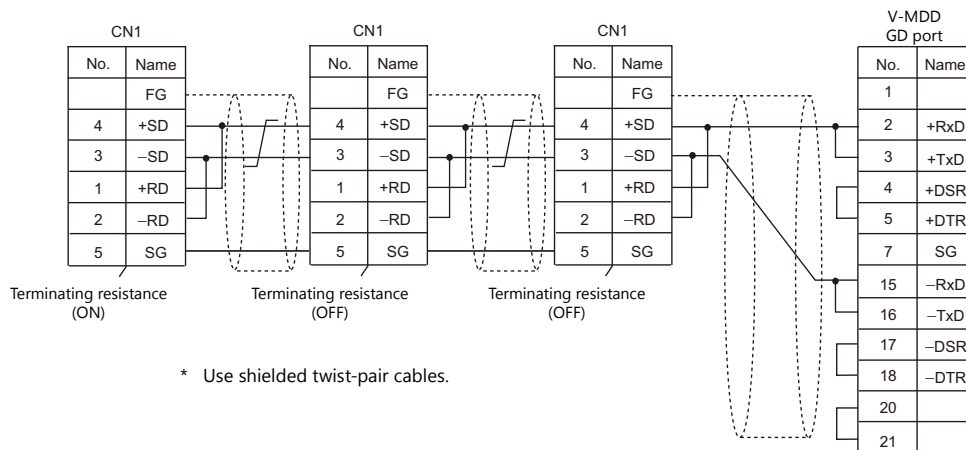 CN1
No. Name
FG
4 +SD
3 –SD
1 +RD
2 –RD
5 SG
Terminating resistance
(ON)
CN1
No. Name
FG
4 +SD
3 –SD
1 +RD
2 –RD
5 SG
Terminating resistance
(OFF)
CN1
No. Name
FG
4 +SD
3 –SD
1 +RD
2 –RD
5 SG
Terminating resistance
(OFF)
V-MDD
GD port
No. Name
1
2 +RxD
3 +TxD
4 +DSR
5 +DTR
7 SG
15 –RxD
16 –TxD
17 –DSR
18 –DTR
20
21
* Use shielded twist-pair cables.